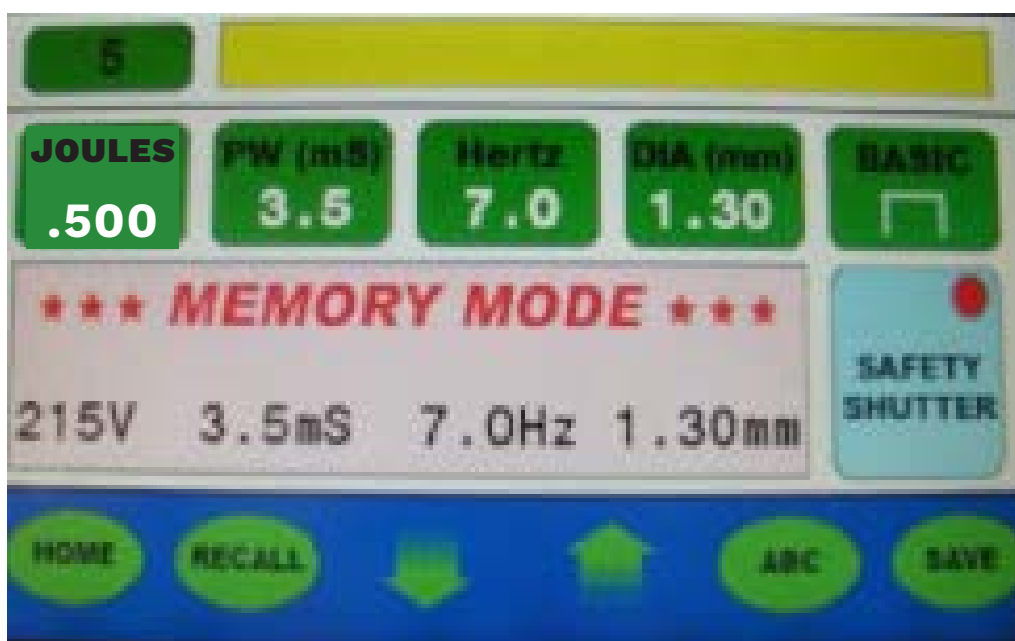 5
JOULES PW (mS) Hertz DIA (mm) BASIC
.500 3.5 7.0 1.30
*** MEMORY MODE ***
SAFETY
SHUTTER
215V 3.5mS 7.0Hz 1.30mm
HOME RECALL ABC SAVE